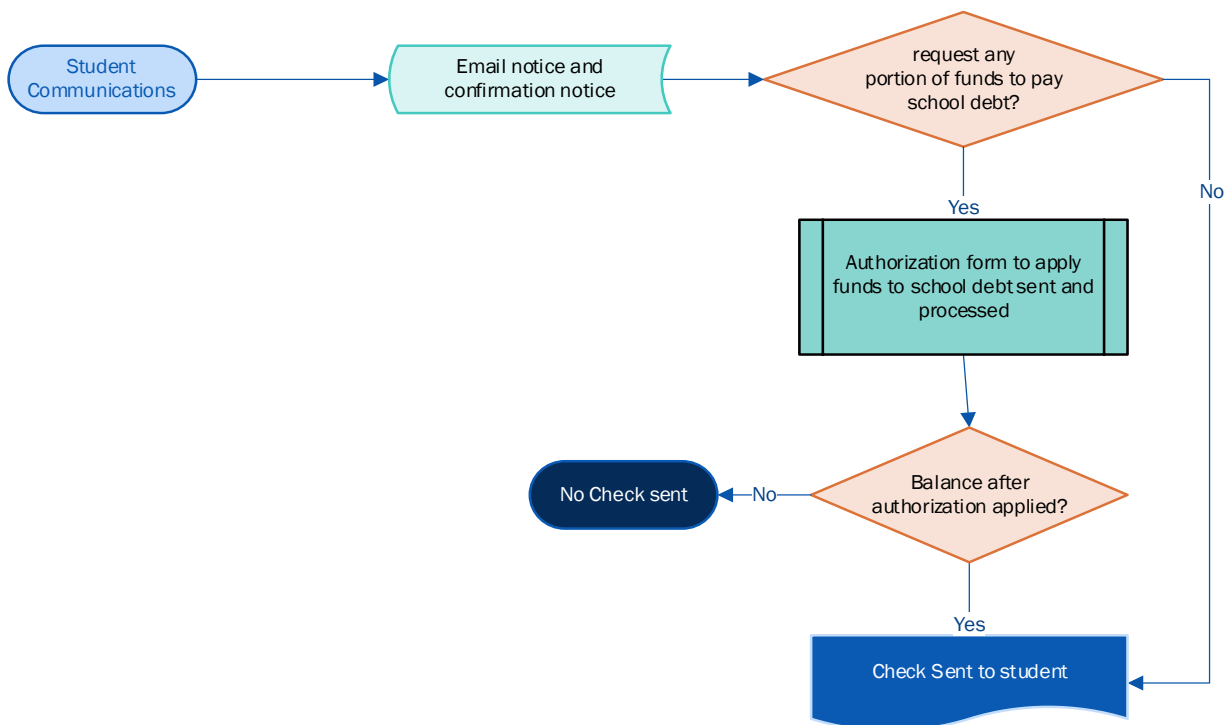 Student
Communications
Email notice and
confirmation notice
request any
portion of funds to pay
school debt?
No
Yes
Authorization form to apply
funds to school debt sent and
processed
No Check sent
No
Balance after
authorization applied?
Yes
Check Sent to student